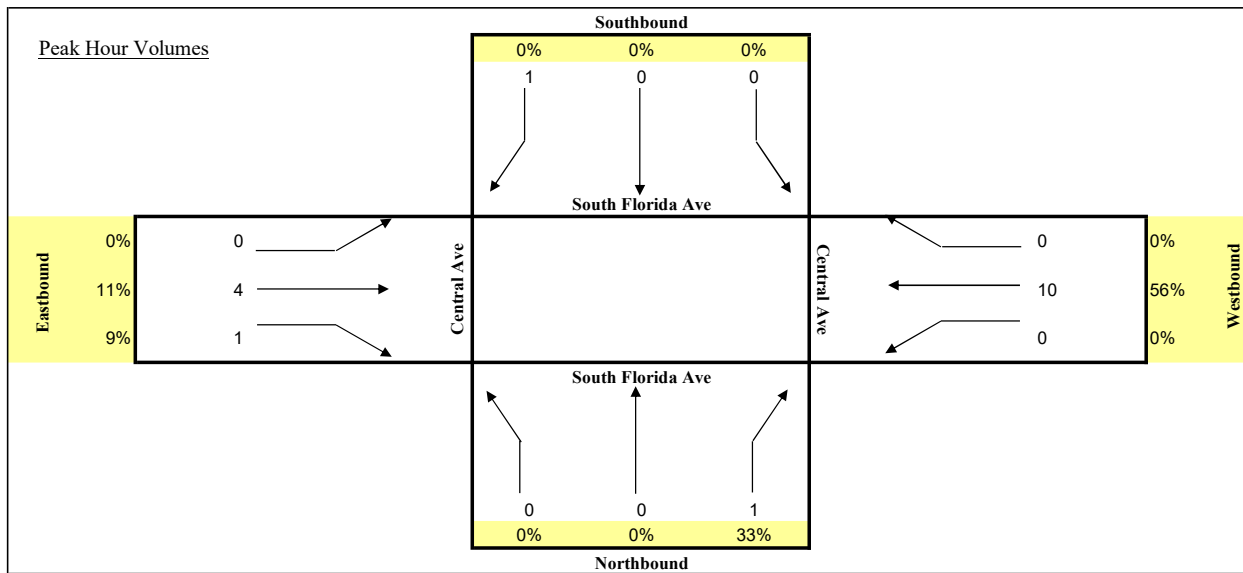 Southbound
Peak Hour Volumes
0% 0% 0%
1 0 0
South Florida Ave
Eastbound
0% 0
11% 4
9% 1
Central Ave
Central Ave
0 0%
10 56%
0 0%
Westbound
South Florida Ave
0 0 1
0% 0% 33%
Northbound